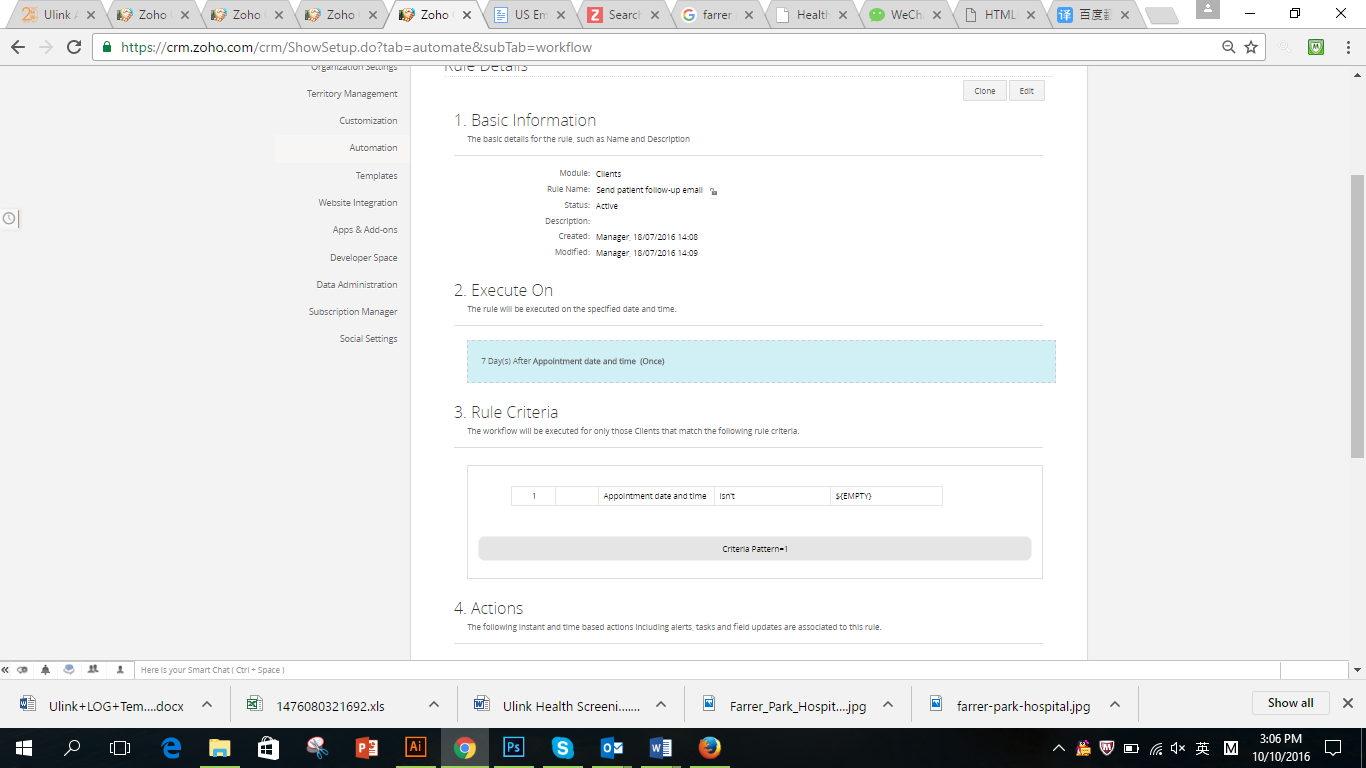 Ulink A
Zoho
Zoho
Zoho
Zoho
US Em
Search
farrer
Health
WeCh
HTML
https://crm.zoho.com/crm/ShowSetup.do?tab=automate&subTab=workflow
Organization Settings
Territory Management
Customization
Automation
Templates
Website Integration
Apps & Add-ons
Developer Space
Data Administration
Subscription Manager
Social Settings
Rule Details
Clone Edit
1. Basic Information
The basic details for the rule, such as Name and Description
Module: Clients
Rule Name: Send patient follow-up email
Status: Active
Description:
Created: Manager, 18/07/2016 14:08
Modified: Manager, 18/07/2016 14:09
2. Execute On
The rule will be executed on the specified date and time.
7 Day(s) After Appointment date and time (Once)
3. Rule Criteria
The workflow will be executed for only those Clients that match the following rule criteria.
1 Appointment date and time isn't ${EMPTY}
Criteria Pattern=1
4. Actions
The following instant and time based actions including alerts, tasks and field updates are associated to this rule.
Here is your Smart Chat ( Ctrl + Space )
Ulink+LOG+Tem....docx
1476080321692.xls
Ulink Health Screeni.......
Farrer_Park_Hospit....jpg
farrer-park-hospital.jpg
Show all
英
M
3:06 PM
10/10/2016